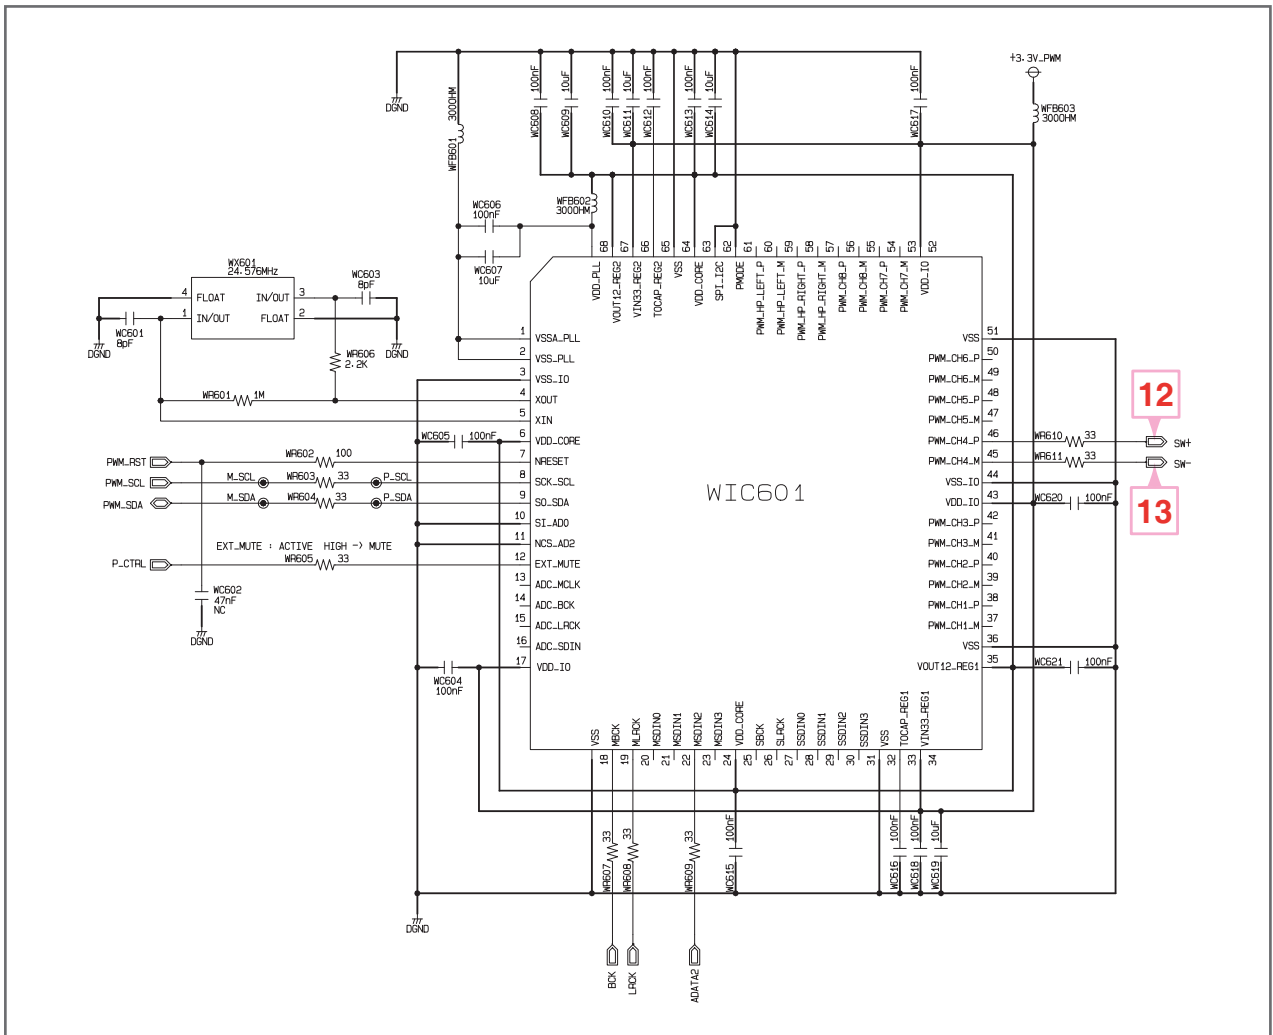 +3.3V_PWM
DGND
300OHM
WFB601
100nF
WC608
10uF
WC609
100nF
WC610
10uF
WC611
100nF
WC612
100nF
WC613
10uF
WC614
100nF
WC617
WFB603
300OHM
WC606
100nF
WC607
10uF
WFB602
300OHM
68
67
66
65
64
63
62
61
60
59
58
57
56
55
54
53
52
VDD_PLL
VOUT12_REG2
VIN33_REG2
TOCAP_REG2
VSS
VDD_CORE
SPI_I2C
PMODE
PWM_HP_LEFT_P
PWM_HP_LEFT_M
PWM_HP_RIGHT_P
PWM_HP_RIGHT_M
PWM_CH8_P
PWM_CH8_M
PWM_CH7_P
PWM_CH7_M
VDD_IO
WX601
24.576MHz
4 FLOAT
IN/OUT 3
1 IN/OUT
FLOAT 2
WC603
8pF
WC601
8pF
DGND
DGND
WR606
2.2K
WR601 1M
1 VSSA_PLL
2 VSS_PLL
3 VSS_IO
4 XOUT
5 XIN
6 VDD_CORE
7 NRESET
8 SCK_SCL
9 SO_SDA
10 SI_AD0
11 NCS_AD2
12 EXT_MUTE
13 ADC_MCLK
14 ADC_BCK
15 ADC_LRCK
16 ADC_SDIN
17 VDD_IO
WC605 100nF
PWM_RST WR602 100
PWM_SCL M_SCL WR603 33 P_SCL
PWM_SDA M_SDA WR604 33 P_SDA
EXT_MUTE : ACTIVE HIGH -> MUTE
P_CTRL WR605 33
WC602
47nF
NC
DGND
WC604
100nF
WIC601
VSS 51
PWM_CH6_P 50
PWM_CH6_M 49
PWM_CH5_P 48
PWM_CH5_M 47
PWM_CH4_P 46
PWM_CH4_M 45
VSS_IO 44
VDD_IO 43
PWM_CH3_P 42
PWM_CH3_M 41
PWM_CH2_P 40
PWM_CH2_M 39
PWM_CH1_P 38
PWM_CH1_M 37
VSS 36
VOUT12_REG1 35
12
WR610 33 SW+
WR611 33 SW-
13
WC620 100nF
WC621 100nF
VSS
MBCK
MLRCK
MSDIN0
MSDIN1
MSDIN2
MSDIN3
VDD_CORE
SBCK
SLRCK
SSDIN0
SSDIN1
SSDIN2
SSDIN3
VSS
TOCAP_REG1
VIN33_REG1
18
19
20
21
22
23
24
25
26
27
28
29
30
31
32
33
34
33
WR607
33
WR608
33
WR609
100nF
WC615
100nF
WC616
100nF
WC618
10uF
WC619
DGND
BCK
LRCK
ADATA2